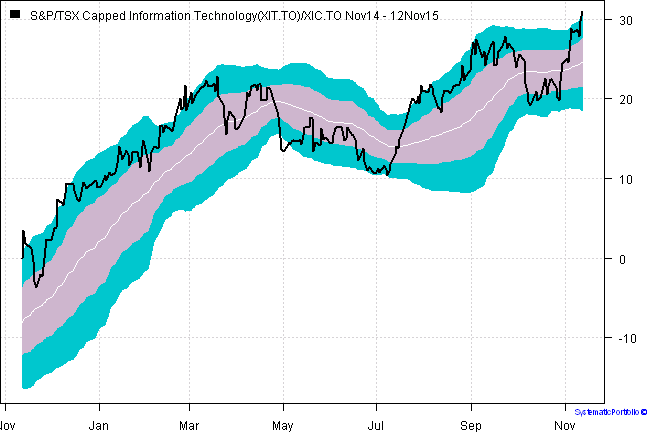 S&P/TSX Capped Information Technology(XIT.TO)/XIC.TO Nov14 - 12Nov15
30
20
10
0
-10
Nov Jan Mar May Jul Sep Nov
SystematicPortfolio ©